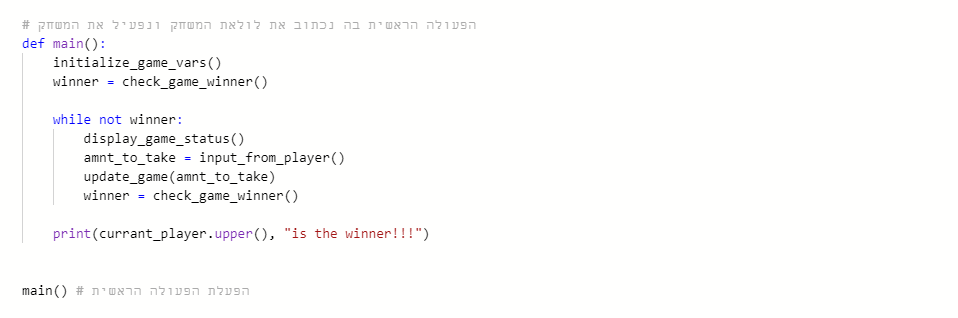 # הפעולה הראשית בה נכתוב את לולאת המשחק ונפעיל את המשחק
def main():
    initialize_game_vars()
    winner = check_game_winner()
    while not winner:
        display_game_status()
        amnt_to_take = input_from_player()
        update_game(amnt_to_take)
        winner = check_game_winner()
    print(currant_player.upper(), "is the winner!!!")
main() # הפעלת הפעולה הראשית